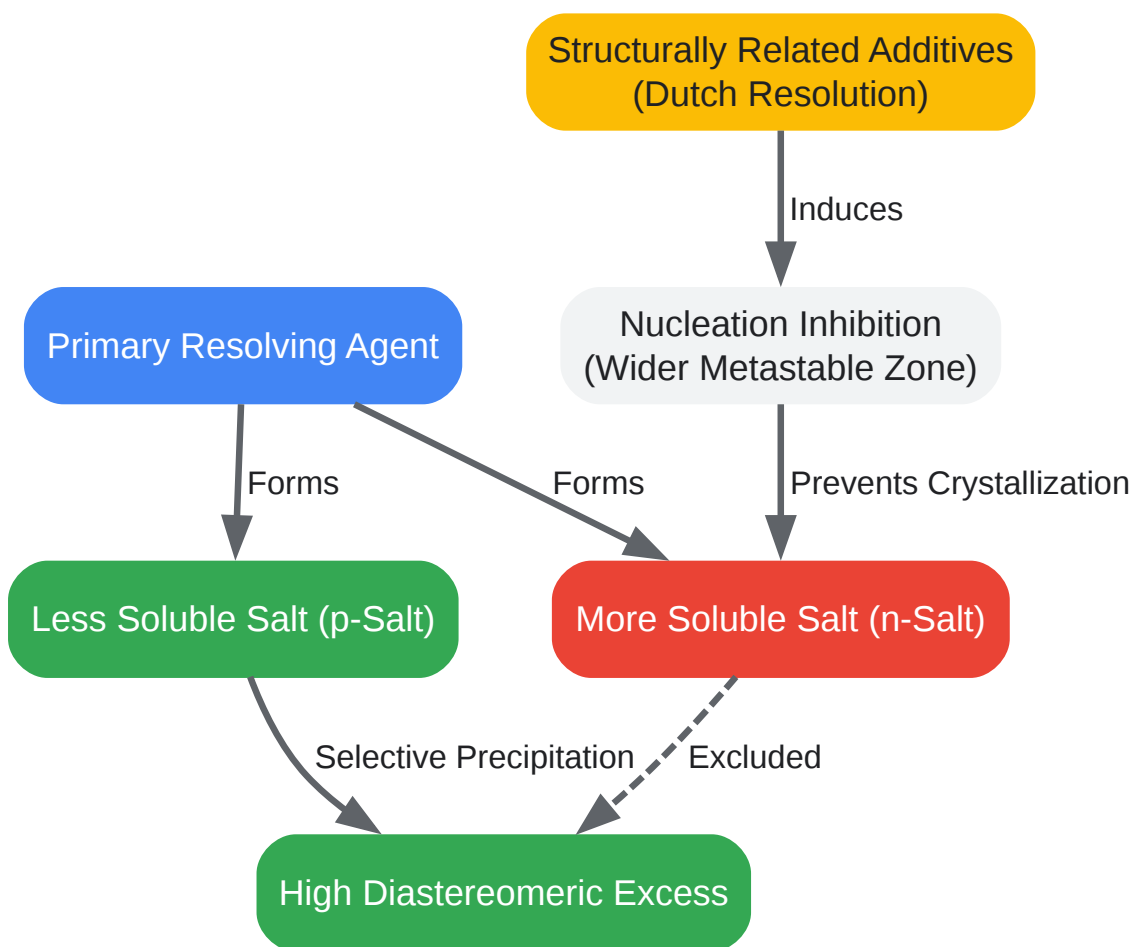 Structurally Related Additives
(Dutch Resolution)
Induces
Primary Resolving Agent
Nucleation Inhibition
(Wider Metastable Zone)
Forms
Forms
Prevents Crystallization
Less Soluble Salt (p-Salt)
More Soluble Salt (n-Salt)
Selective Precipitation
Excluded
High Diastereomeric Excess